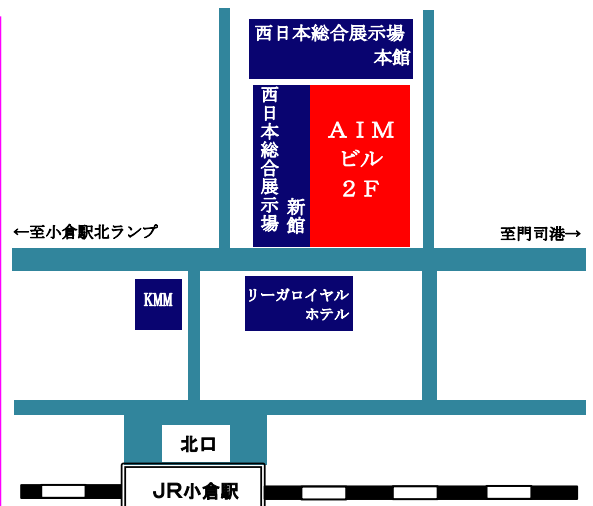 西日本総合展示場
本館
西日本総合展示場
新館
ＡＩＭ
ビル
２Ｆ
←至小倉駅北ランプ
至門司港→
KMM
リーガロイヤル
ホテル
北口
JR小倉駅